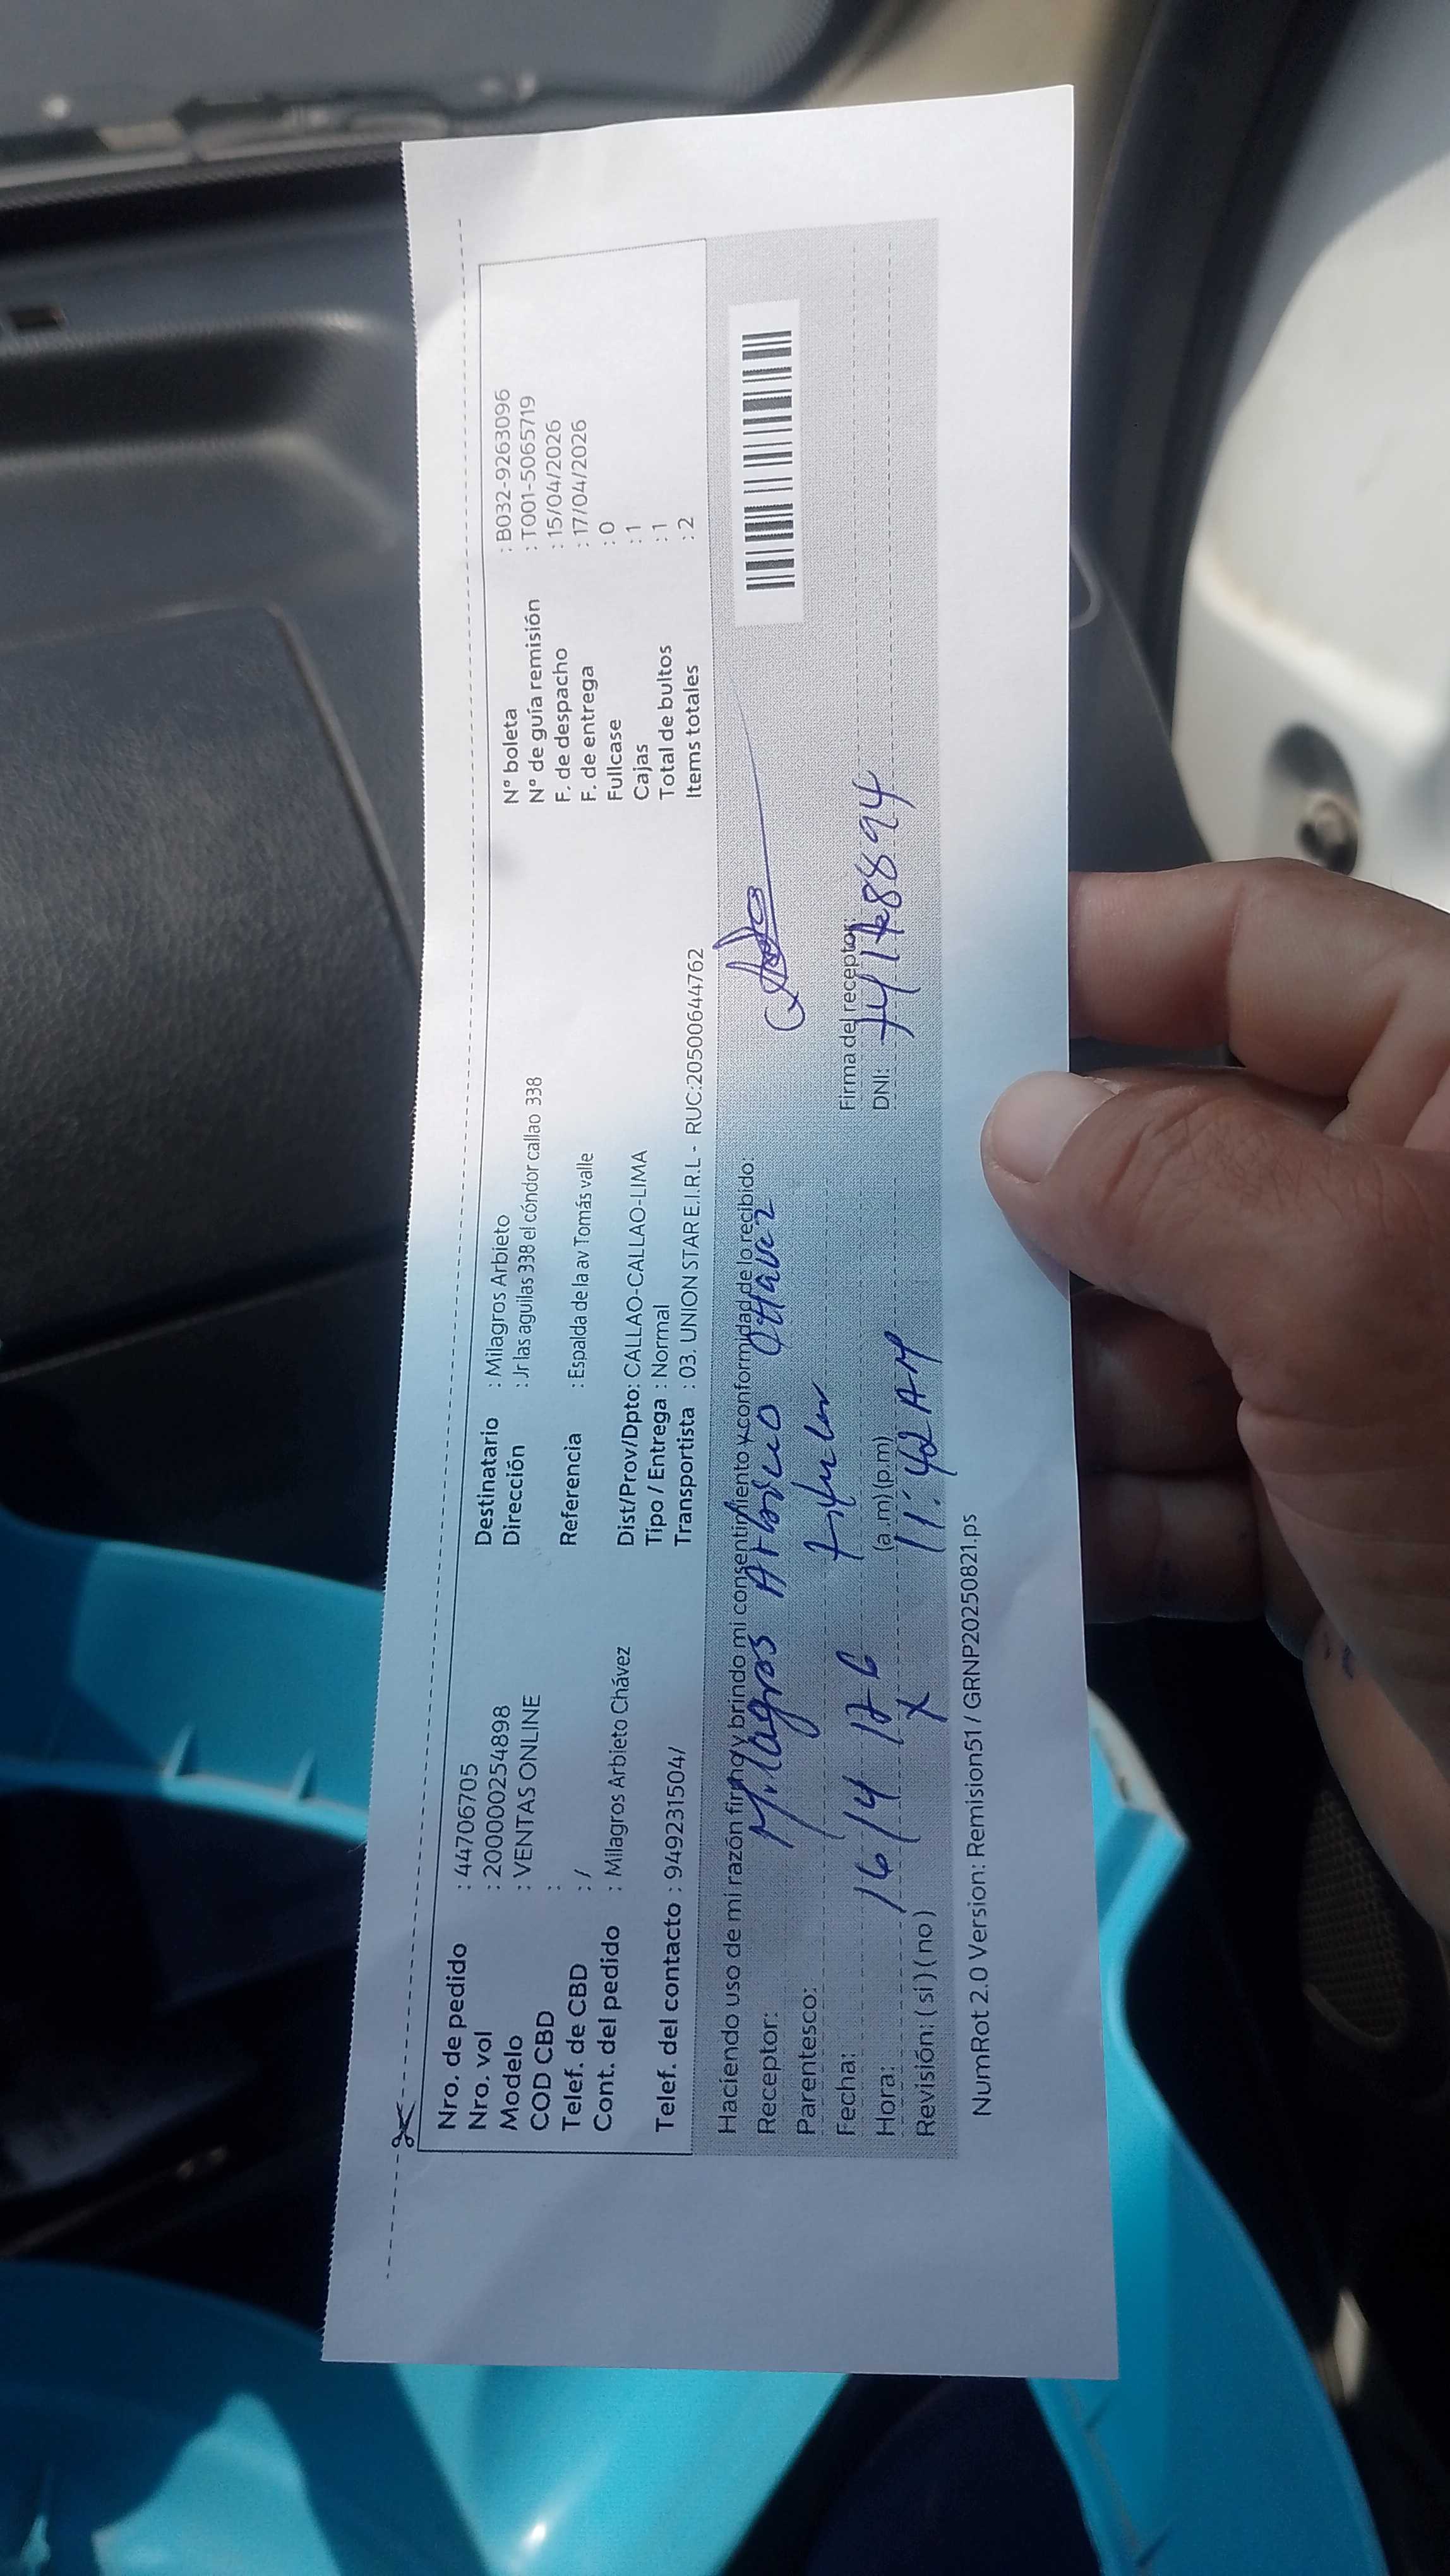 Nro. de pedido : 44706705
Nro. vol : 200000254898
Modelo : VENTAS ONLINE
COD CBD :
Telef. de CBD : /
Cont. del pedido : Milagros Arbieto Chávez
Telef. del contacto : 949231504/
Destinatario : Milagros Arbieto
Dirección : Jr las aguilas 338 el cóndor callao 338
Referencia : Espalda de la av Tomás valle
Dist/Prov/Dpto: CALLAO-CALLAO-LIMA
Tipo / Entrega : Normal
Transportista : 03. UNION STAR E.I.R.L - RUC:20500644762
N° boleta : B032-9263096
N° de guía remisión : T001-5065719
F. de despacho : 15/04/2026
F. de entrega : 17/04/2026
Fullcase : 0
Cajas : 1
Total de bultos : 1
Items totales : 2
Haciendo uso de mi razón firmo y brindo mi consentimiento y conformidad de lo recibido:
Receptor: Milagros Arbieto Chavez
Parentesco: Titular
Fecha: 16/4
Hora: (a.m) (p.m) 11:42 AM
Revisión: ( si ) ( no ) X
Firma del receptor:
DNI: 74178894
NumRot 2.0 Version: Remision51 / GRNP20250821.ps